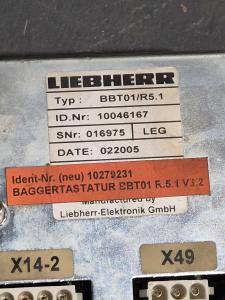 LIEBHERR
Typ : BBT01/R5.1
ID.Nr: 10046167
SNr: 016975 LEG
DATE: 022005
Ident-Nr. (neu) 10279231
BAGGERTASTATUR BBT01 R.5.1 V3.2
Manufactured by
Liebherr-Elektronik GmbH
X14-2
X49